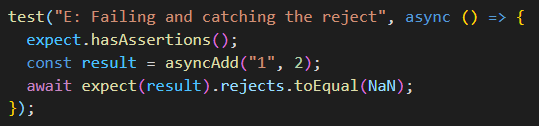 test("E: Failing and catching the reject", async () => {
  expect.hasAssertions();
  const result = asyncAdd("1", 2);
  await expect(result).rejects.toEqual(NaN);
});